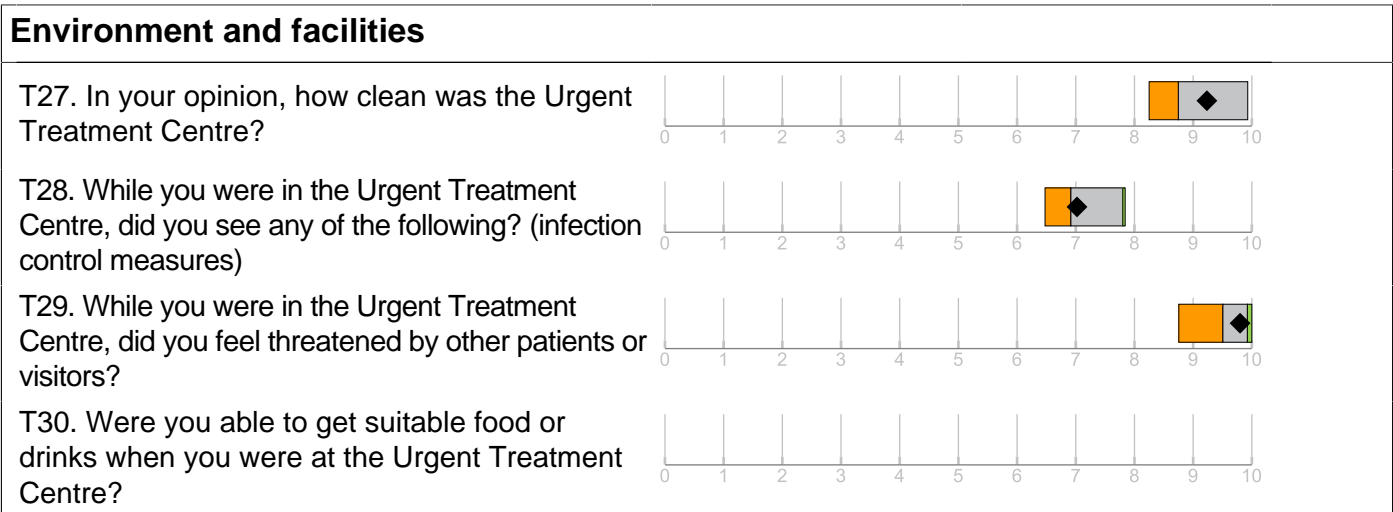 Environment and facilities
T27. In your opinion, how clean was the Urgent
Treatment Centre?
0 1 2 3 4 5 6 7 8 9 10
T28. While you were in the Urgent Treatment
Centre, did you see any of the following? (infection
control measures)
0 1 2 3 4 5 6 7 8 9 10
T29. While you were in the Urgent Treatment
Centre, did you feel threatened by other patients or
visitors?
0 1 2 3 4 5 6 7 8 9 10
T30. Were you able to get suitable food or
drinks when you were at the Urgent Treatment
Centre?
0 1 2 3 4 5 6 7 8 9 10